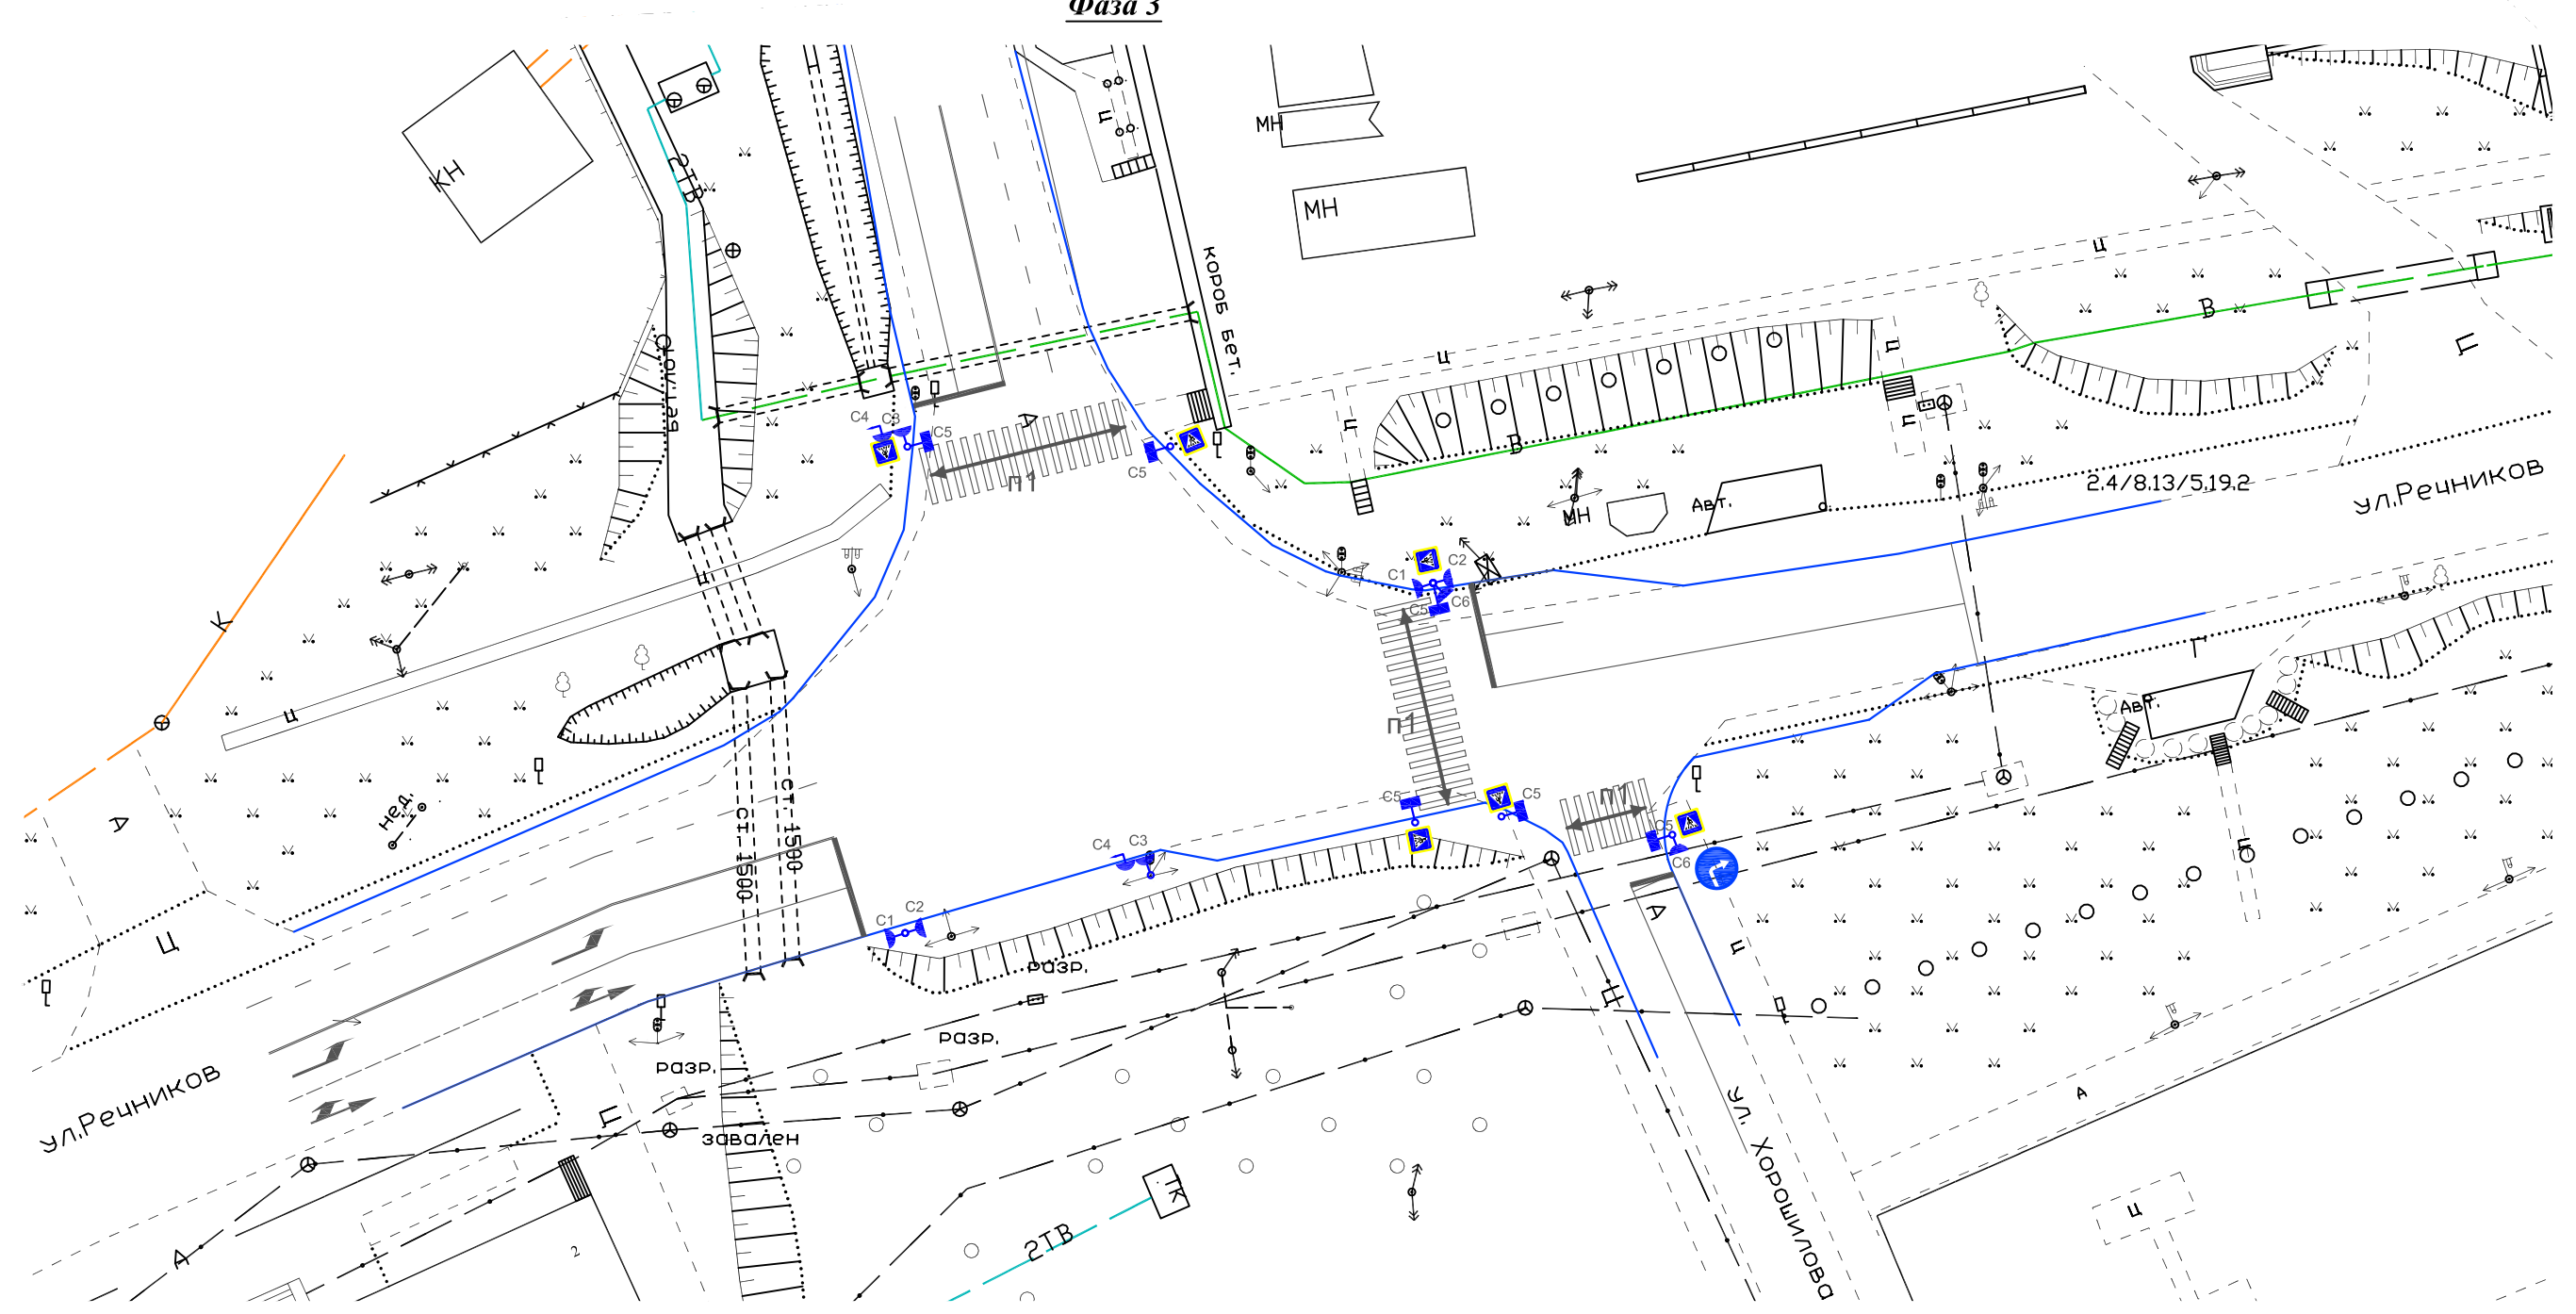 Фаза 3
КН
2ТВ
ц
МН
МН
короб бет.
ц
ц
В
ц
ц
ц
Ц
Сточная
С4
С3
С5
А
С5
п1
ц
В
МН
Авт.
2.4/8.13/5.19.2
ул.Речников
С1
С2
С5
С6
К
ц
ц
п1
Г
Авт.
А
нед.
ст 1500
ст 1500
С5
С5
п1
С5
С6
С4
С3
С1
С2
Ц
А
ц
ц
разр.
Ц
разр.
разр.
ул.Речников
Ц
завален
А
А
2
2ТВ
ТК
ул. Хорошилова
ц